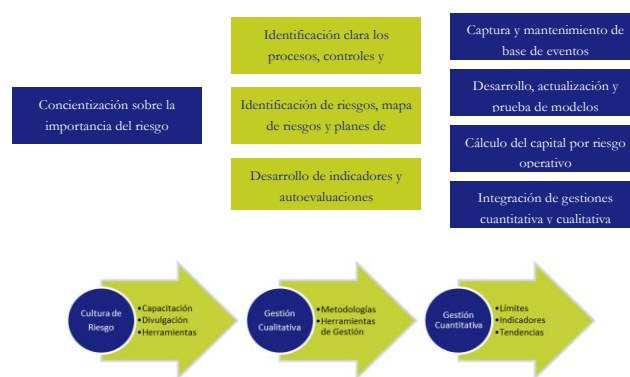 Concientización sobre la
importancia del riesgo
Identificación clara los
procesos, controles y
Identificación de riesgos, mapa
de riesgos y planes de
Desarrollo de indicadores y
autoevaluaciones
Captura y mantenimiento de
base de eventos
Desarrollo, actualización y
prueba de modelos
Cálculo del capital por riesgo
operativo
Integración de gestiones
cuantitativa y cualitativa
Cultura de
Riesgo
•Capacitación
•Divulgación
•Herramientas
Gestión
Cualitativa
•Metodologías
•Herramientas
de Gestión
Gestión
Cuantitativa
•Límites
•Indicadores
•Tendencias